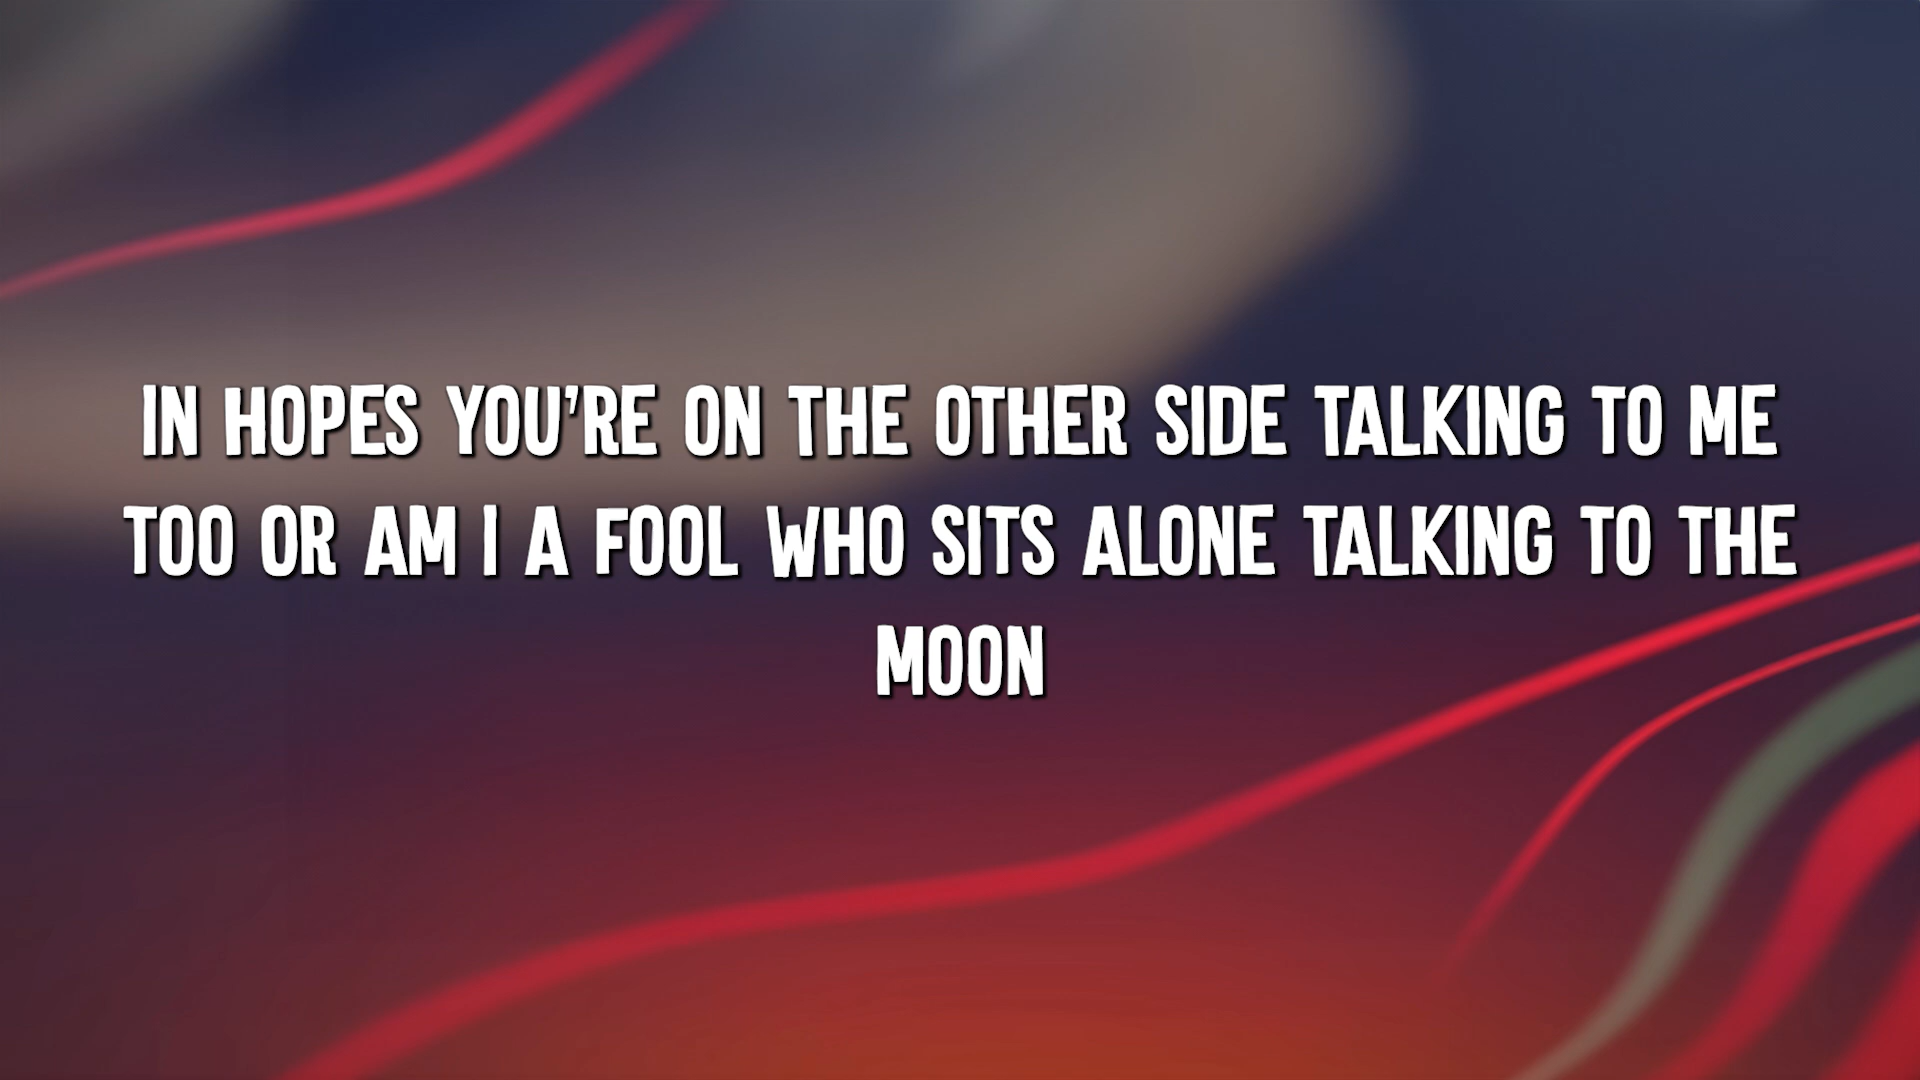 IN HOPES YOU'RE ON THE OTHER SIDE TALKING TO ME
TOO OR AM I A FOOL WHO SITS ALONE TALKING TO THE
MOON